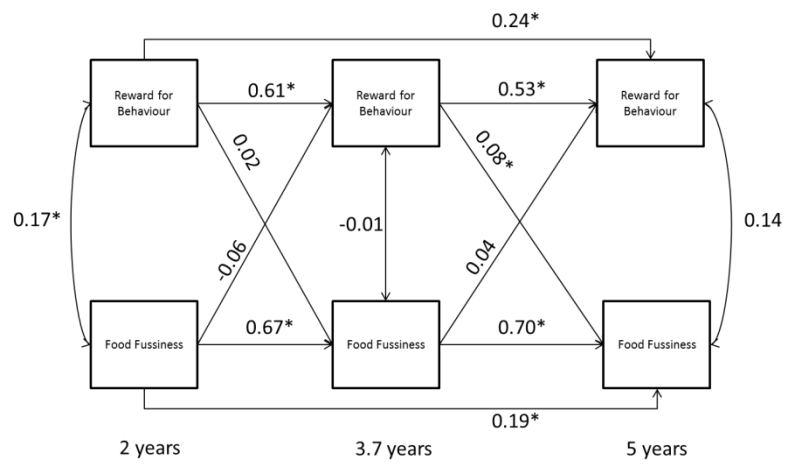 0.24*
Reward for
Behaviour
0.61*
Reward for
Behaviour
0.53*
Reward for
Behaviour
0.02
0.08*
0.17*
-0.01
0.14
-0.06
0.04
Food Fussiness
0.67*
Food Fussiness
0.70*
Food Fussiness
0.19*
2 years
3.7 years
5 years